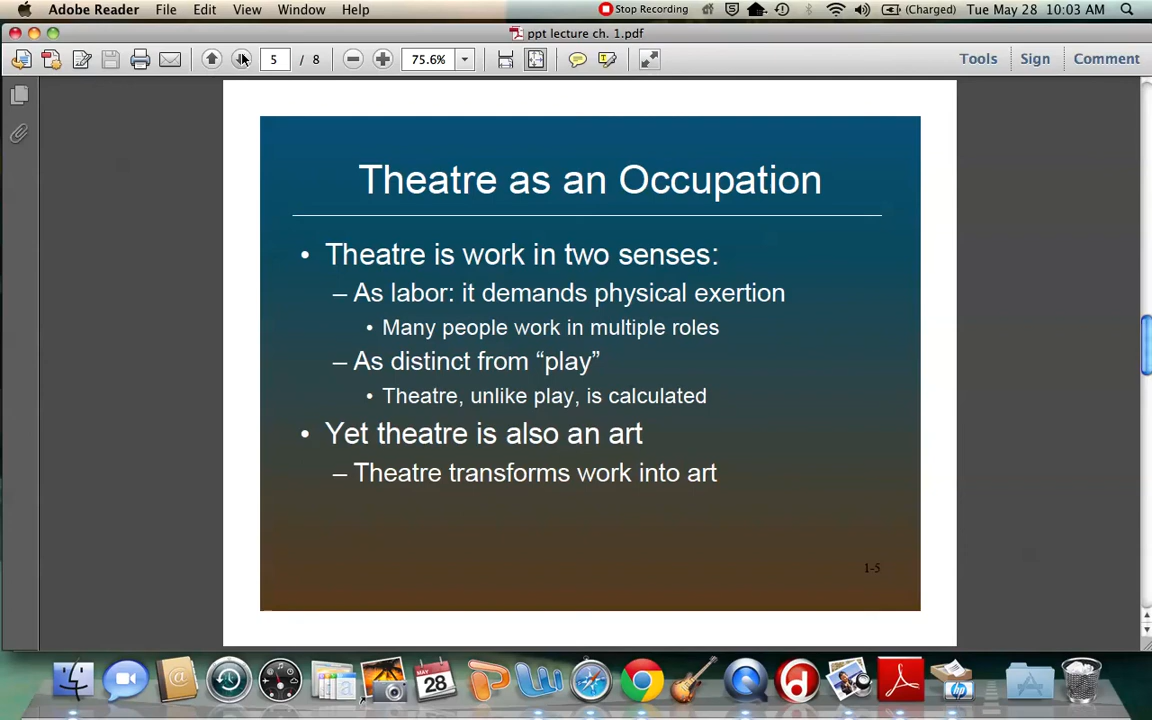 Adobe Reader File Edit View Window Help Stop Recording (Charged) Tue May 28 10:03 AM
ppt lecture ch. 1.pdf
5 / 8 75.6% Tools Sign Comment
Theatre as an Occupation
• Theatre is work in two senses:
– As labor: it demands physical exertion
• Many people work in multiple roles
– As distinct from “play”
• Theatre, unlike play, is calculated
• Yet theatre is also an art
– Theatre transforms work into art
1-5
MAY
28